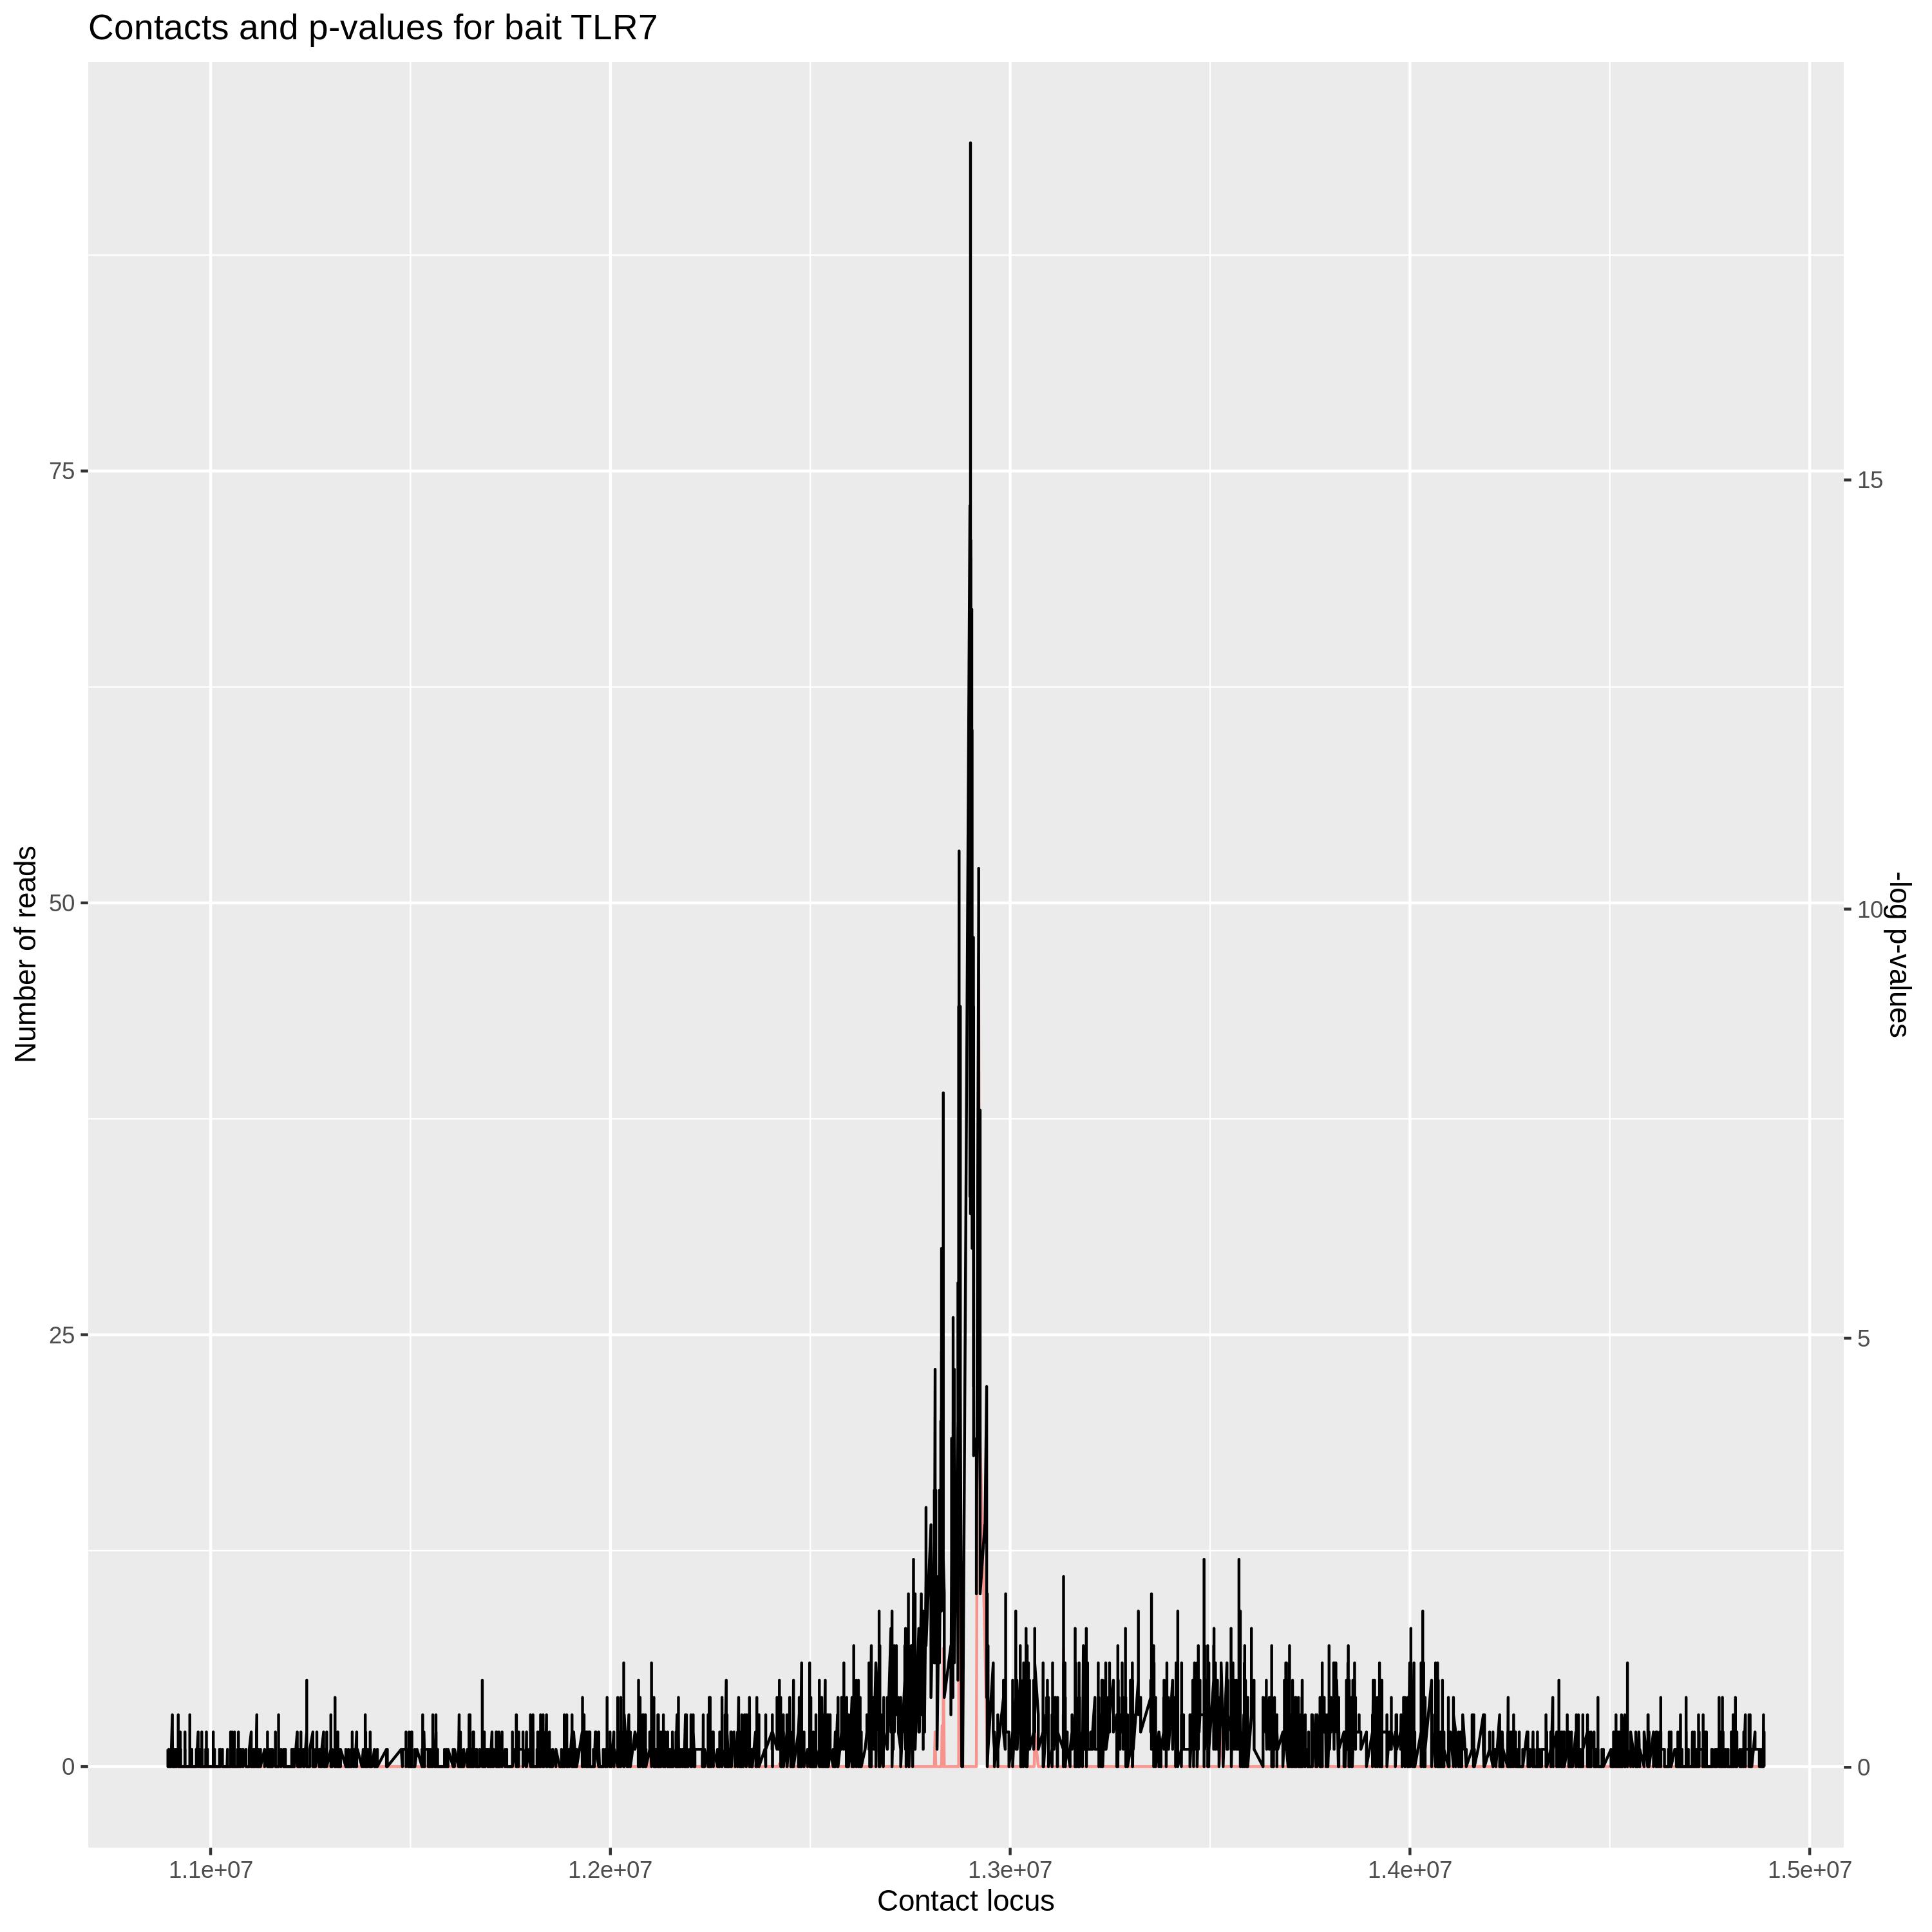 Contacts and p-values for bait TLR7
Number of reads
75
50
25
0
15
10
5
0
-log p-values
1.1e+07
1.2e+07
1.3e+07
1.4e+07
1.5e+07
Contact locus